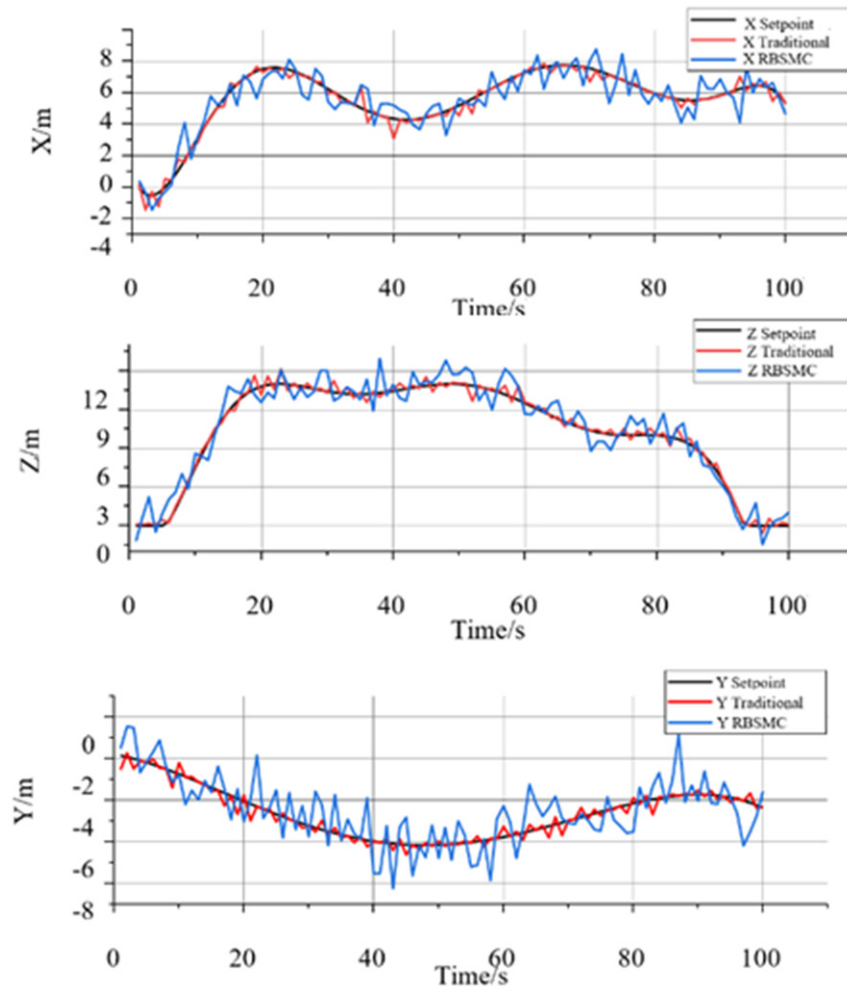 X Setpoint
X Traditional
X RBSMC
X/m
8
6
4
2
0
-2
-4
0 20 40 60 80 100
Time/s
Z Setpoint
Z Traditional
Z RBSMC
Z/m
12
9
6
3
0
0 20 40 60 80 100
Time/s
Y Setpoint
Y Traditional
Y RBSMC
Y/m
0
-2
-4
-6
-8
0 20 40 60 80 100
Time/s